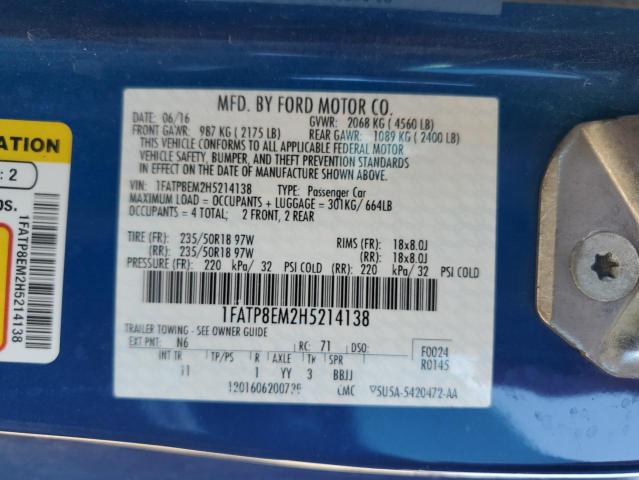 MFD. BY FORD MOTOR CO.
DATE: 06/16 GVWR: 2068 KG (4560 LB)
FRONT GAWR: 987 KG (2175 LB) REAR GAWR: 1089 KG (2400 LB)
THIS VEHICLE CONFORMS TO ALL APPLICABLE FEDERAL MOTOR
VEHICLE SAFETY, BUMPER, AND THEFT PREVENTION STANDARDS
IN EFFECT ON THE DATE OF MANUFACTURE SHOWN ABOVE.
VIN: 1FATP8EM2H5214138 TYPE: Passenger Car
MAXIMUM LOAD = OCCUPANTS + LUGGAGE = 301KG/ 664LB
OCCUPANTS = 4 TOTAL; 2 FRONT, 2 REAR
TIRE (FR): 235/50R18 97W RIMS (FR): 18x8.0J
(RR): 235/50R18 97W (RR): 18x8.0J
PRESSURE (FR): 220 kPa/ 32 PSI COLD (RR): 220 kPa/ 32 PSI COLD
1FATP8EM2H5214138
TRAILER TOWING - SEE OWNER GUIDE
EXT PNT: N6 RC: 71 DSO: F0024
INT TR TP/PS R AXLE TR SPR R0145
11 1 YY 3 BBJJ
CMC 5U5A-5420472-AA
ATION
: 2
bs.
1FATP8EM2H5214138